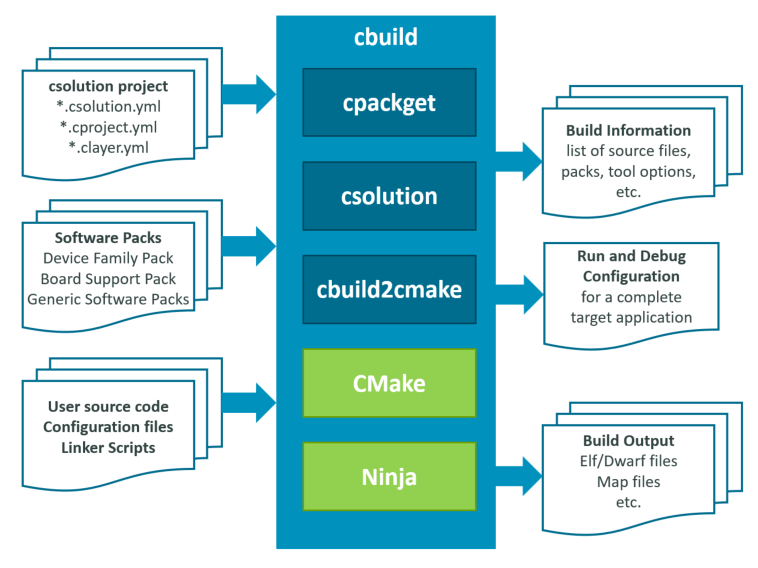 cbuild
csolution project
*.csolution.yml
*.cproject.yml
*.clayer.yml
Software Packs
Device Family Pack
Board Support Pack
Generic Software Packs
User source code
Configuration files
Linker Scripts
cpackget
csolution
cbuild2cmake
CMake
Ninja
Build Information
list of source files,
packs, tool options,
etc.
Run and Debug
Configuration
for a complete
target application
Build Output
Elf/Dwarf files
Map files
etc.